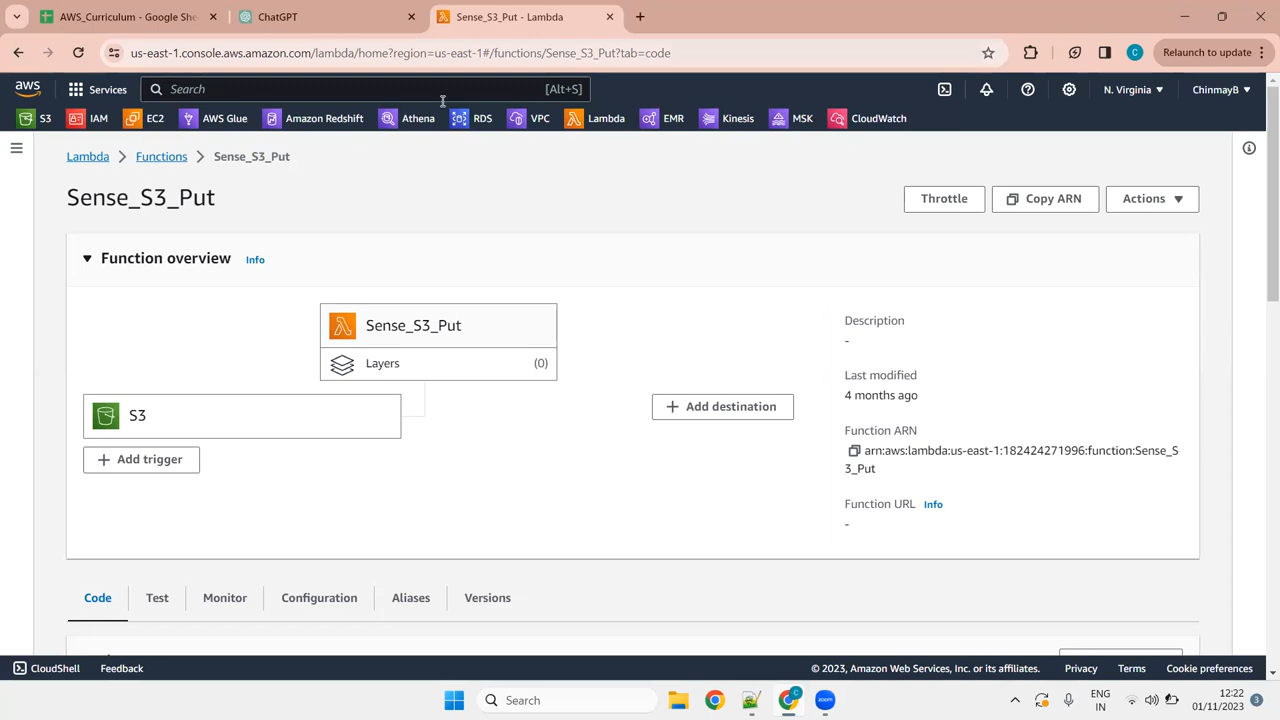 AWS_Curriculum - Google She
ChatGPT
Sense_S3_Put - Lambda
us-east-1.console.aws.amazon.com/lambda/home?region=us-east-1#/functions/Sense_S3_Put?tab=code
C
Relaunch to update
aws
Services
Search
[Alt+S]
N. Virginia
ChinmayB
S3
IAM
EC2
AWS Glue
Amazon Redshift
Athena
RDS
VPC
Lambda
EMR
Kinesis
MSK
CloudWatch
Lambda
Functions
Sense_S3_Put
Sense_S3_Put
Throttle
Copy ARN
Actions
Function overview
Info
Sense_S3_Put
Layers
(0)
S3
Add trigger
Add destination
Description
-
Last modified
4 months ago
Function ARN
arn:aws:lambda:us-east-1:182424271996:function:Sense_S
3_Put
Function URL
Info
-
Code
Test
Monitor
Configuration
Aliases
Versions
CloudShell
Feedback
© 2023, Amazon Web Services, Inc. or its affiliates.
Privacy
Terms
Cookie preferences
Search
C
zoom
ENG
IN
12:22
01/11/2023
3